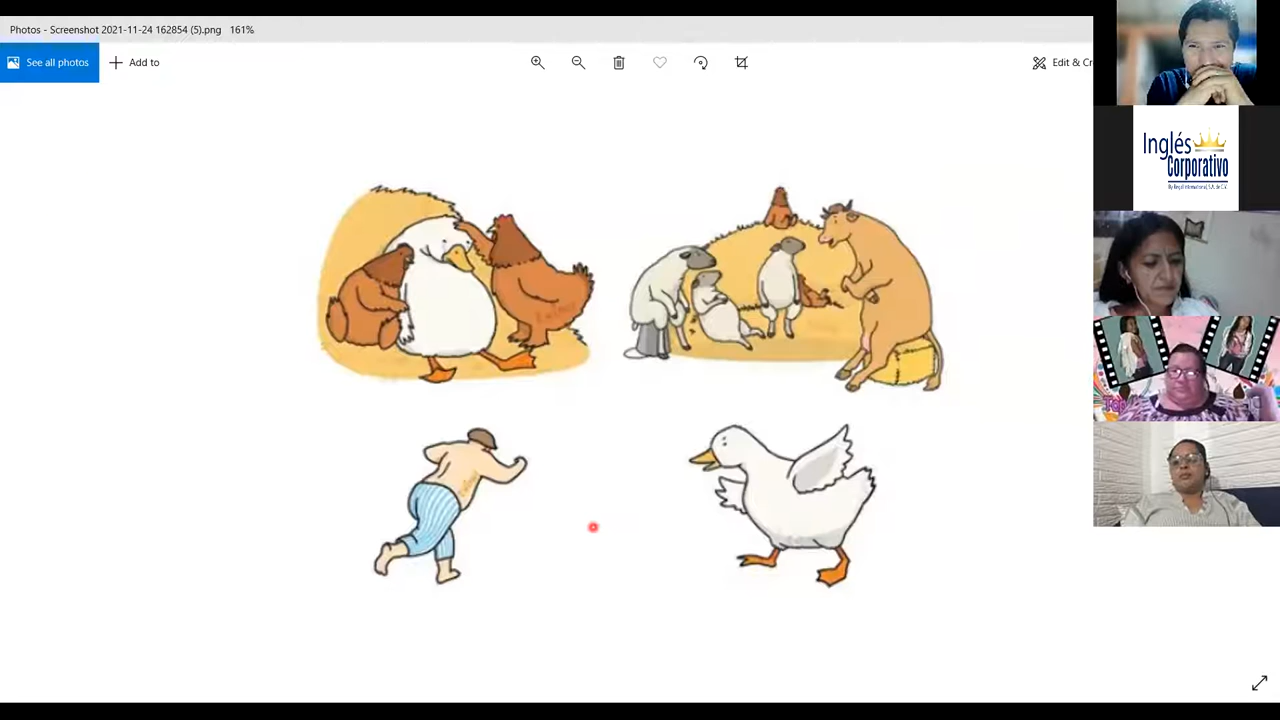 Photos - Screenshot 2021-11-24 162854 (5).png 161%
See all photos
Add to
Edit & Cr
Inglés
Corporativo